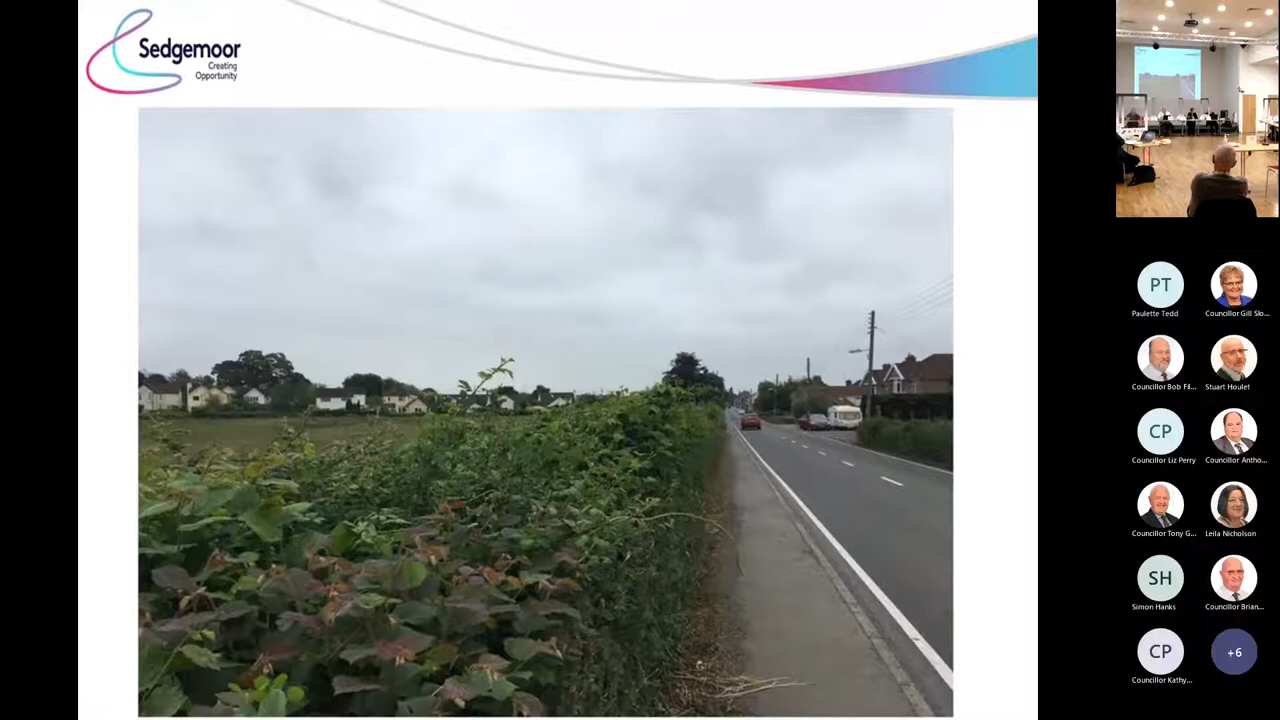 Sedgemoor
Creating
Opportunity
PT
Paulette Tedd
Councillor Gill Slo...
Councillor Bob Fil...
Stuart Houlet
CP
Councillor Liz Perry
Councillor Antho...
Councillor Tony G...
Leila Nicholson
SH
Simon Hanks
Councillor Brian...
CP
Councillor Kathy...
+6